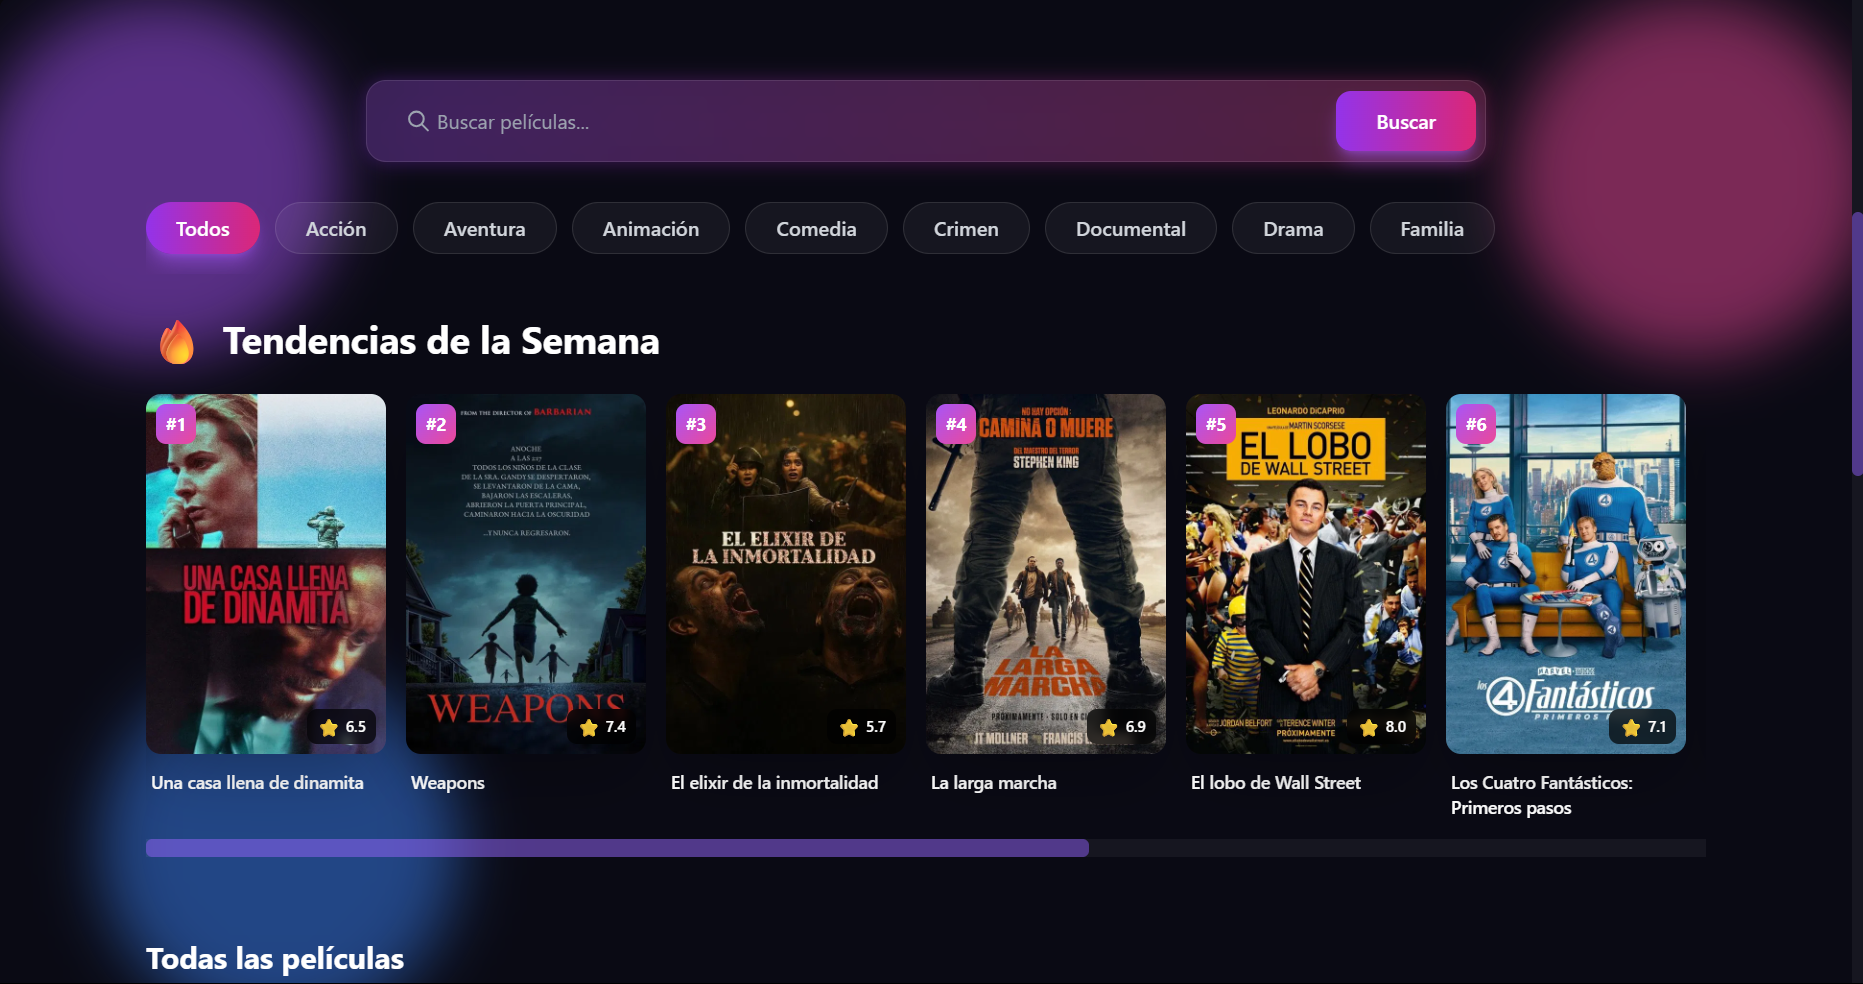 Buscar películas...
Buscar
Todos
Acción
Aventura
Animación
Comedia
Crimen
Documental
Drama
Familia
Tendencias de la Semana
#1
UNA CASA LLENA
DE DINAMITA
6.5
Una casa llena de dinamita
#2
FROM THE DIRECTOR OF BARBARIAN
ANOCHE
A LAS 2:17
TODOS LOS NIÑOS DE LA CLASE
DE LA SRA. GANDY SE DESPERTARON,
SE LEVANTARON DE LA CAMA,
BAJARON LAS ESCALERAS,
ABRIERON LA PUERTA PRINCIPAL,
CAMINARON HACIA LA OSCURIDAD
...Y NUNCA REGRESARON.
WEAPONS
7.4
Weapons
#3
EL ELIXIR DE
LA INMORTALIDAD
5.7
El elixir de la inmortalidad
#4
NO HAY OPCIÓN:
CAMINA O MUERE
DEL MAESTRO DEL TERROR
STEPHEN KING
LA
LARGA
MARCHA
PRÓXIMAMENTE - SOLO EN
JT MOLLNER FRANCIS
6.9
La larga marcha
#5
LEONARDO DiCAPRIO
MARTIN SCORSESE
EL LOBO
DE WALL STREET
JORDAN BELFORT TERENCE WINTER
PRÓXIMAMENTE
8.0
El lobo de Wall Street
#6
MARVEL STUDIOS
los 4 Fantásticos
PRIMEROS
7.1
Los Cuatro Fantásticos:
Primeros pasos
Todas las películas